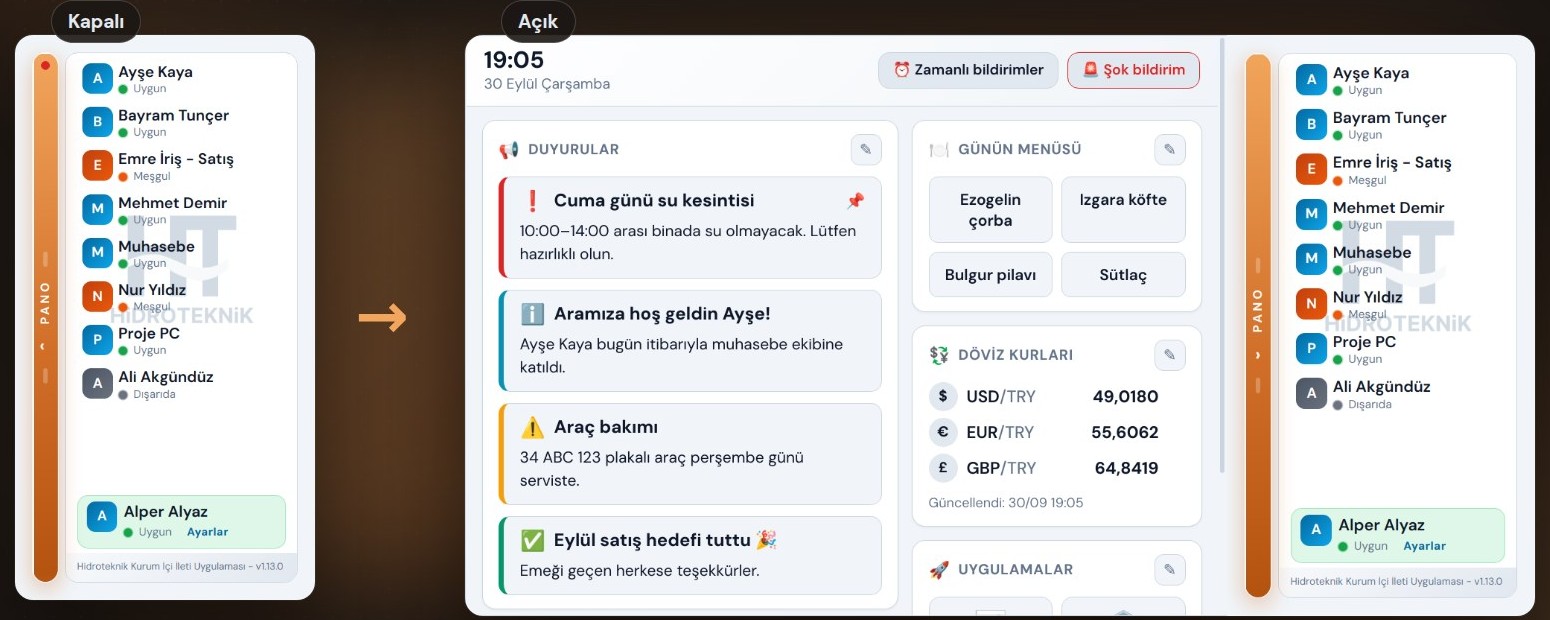 Kapalı
PANO
A
Ayşe Kaya
Uygun
B
Bayram Tunçer
Uygun
E
Emre İriş - Satış
Meşgul
M
Mehmet Demir
Uygun
M
Muhasebe
Uygun
N
Nur Yıldız
Meşgul
P
Proje PC
Uygun
A
Ali Akgündüz
Dışarıda
HT
HiDROTEKNiK
A
Alper Alyaz
Uygun Ayarlar
Hidroteknik Kurum İçi İleti Uygulaması - v1.13.0
Açık
19:05
30 Eylül Çarşamba
Zamanlı bildirimler
Şok bildirim
DUYURULAR
Cuma günü su kesintisi
10:00–14:00 arası binada su olmayacak. Lütfen
hazırlıklı olun.
Aramıza hoş geldin Ayşe!
Ayşe Kaya bugün itibarıyla muhasebe ekibine
katıldı.
Araç bakımı
34 ABC 123 plakalı araç perşembe günü
serviste.
Eylül satış hedefi tuttu 🎉
Emeği geçen herkese teşekkürler.
GÜNÜN MENÜSÜ
Ezogelin
çorba
Izgara köfte
Bulgur pilavı
Sütlaç
DÖVİZ KURLARI
$ USD/TRY 49,0180
€ EUR/TRY 55,6062
£ GBP/TRY 64,8419
Güncellendi: 30/09 19:05
UYGULAMALAR
PANO
A
Ayşe Kaya
Uygun
B
Bayram Tunçer
Uygun
E
Emre İriş - Satış
Meşgul
M
Mehmet Demir
Uygun
M
Muhasebe
Uygun
N
Nur Yıldız
Meşgul
P
Proje PC
Uygun
A
Ali Akgündüz
Dışarıda
HT
HiDROTEKNiK
A
Alper Alyaz
Uygun Ayarlar
Hidroteknik Kurum İçi İleti Uygulaması - v1.13.0